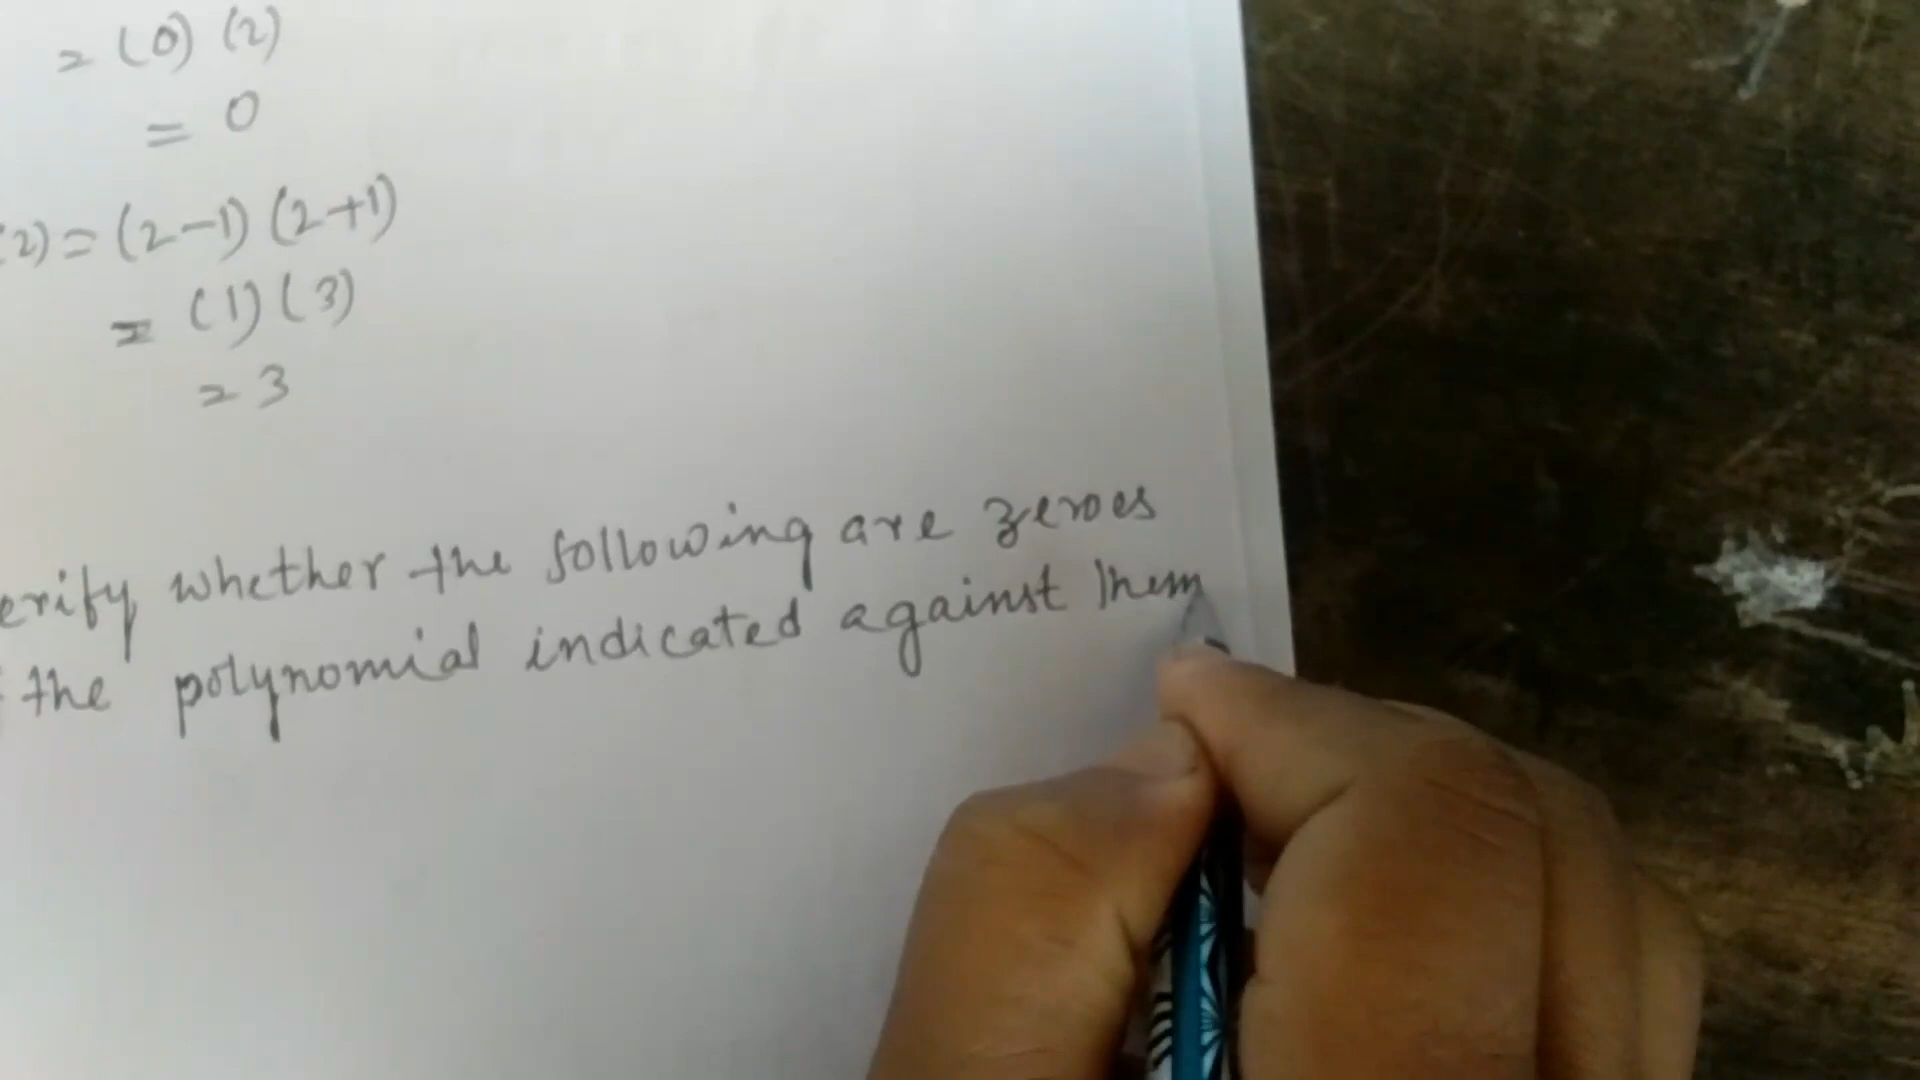 = (0) (2)
= 0
(2) = (2-1) (2+1)
= (1) (3)
= 3
erify whether the following are zeroes
the polynomial indicated against them